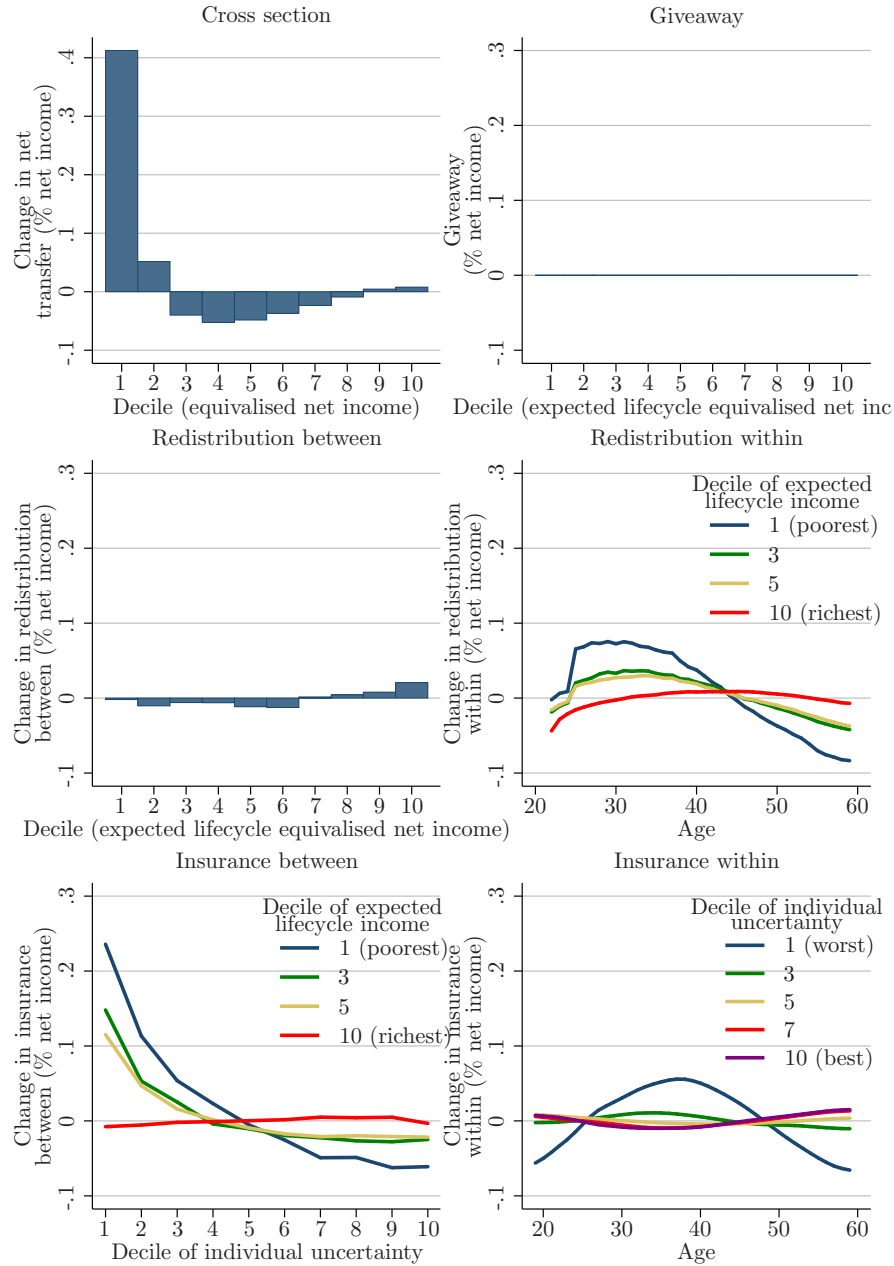 Cross section
Change in net
transfer (% net income)
.4
.3
.2
.1
0
-.1
1 2 3 4 5 6 7 8 9 10
Decile (equivalised net income)
Giveaway
Giveaway
(% net income)
.3
.2
.1
0
-.1
1 2 3 4 5 6 7 8 9 10
Decile (expected lifecycle equivalised net inc
Redistribution between
Change in redistribution
between (% net income)
.3
.2
.1
0
-.1
1 2 3 4 5 6 7 8 9 10
Decile (expected lifecycle equivalised net income)
Redistribution within
Change in redistribution
within (% net income)
.3
.2
.1
0
-.1
Decile of expected
lifecycle income
1 (poorest)
3
5
10 (richest)
20 30 40 50 60
Age
Insurance between
Change in insurance
between (% net income)
.3
.2
.1
0
-.1
Decile of expected
lifecycle income
1 (poorest)
3
5
10 (richest)
1 2 3 4 5 6 7 8 9 10
Decile of individual uncertainty
Insurance within
Change in insurance
within (% net income)
.3
.2
.1
0
-.1
Decile of individual
uncertainty
1 (worst)
3
5
7
10 (best)
20 30 40 50 60
Age